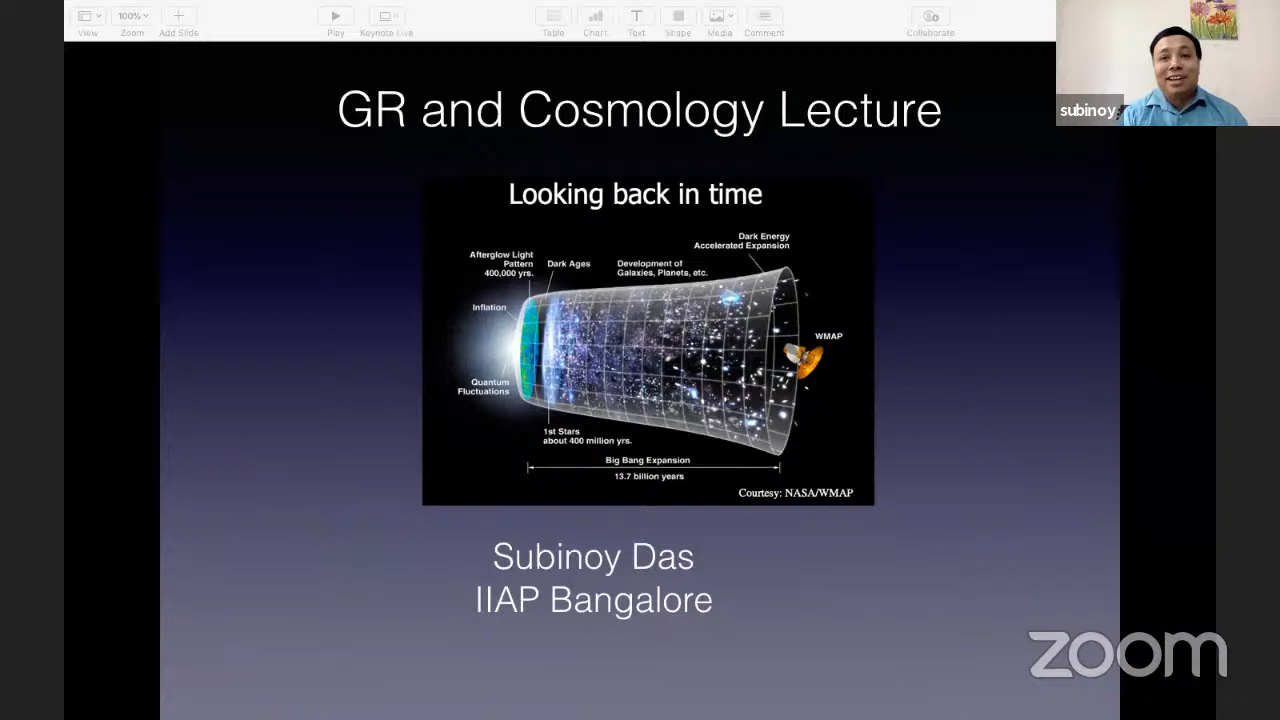 100%
View
Zoom
Add Slide
Play
Keynote Live
Table
Chart
Text
Shape
Media
Comment
Collaborate
subinoy
GR and Cosmology Lecture
Looking back in time
Dark Energy
Accelerated Expansion
Afterglow Light
Pattern
400,000 yrs.
Dark Ages
Development of
Galaxies, Planets, etc.
Inflation
WMAP
Quantum
Fluctuations
1st Stars
about 400 million yrs.
Big Bang Expansion
13.7 billion years
Courtesy: NASA/WMAP
Subinoy Das
IIAP Bangalore
zoom